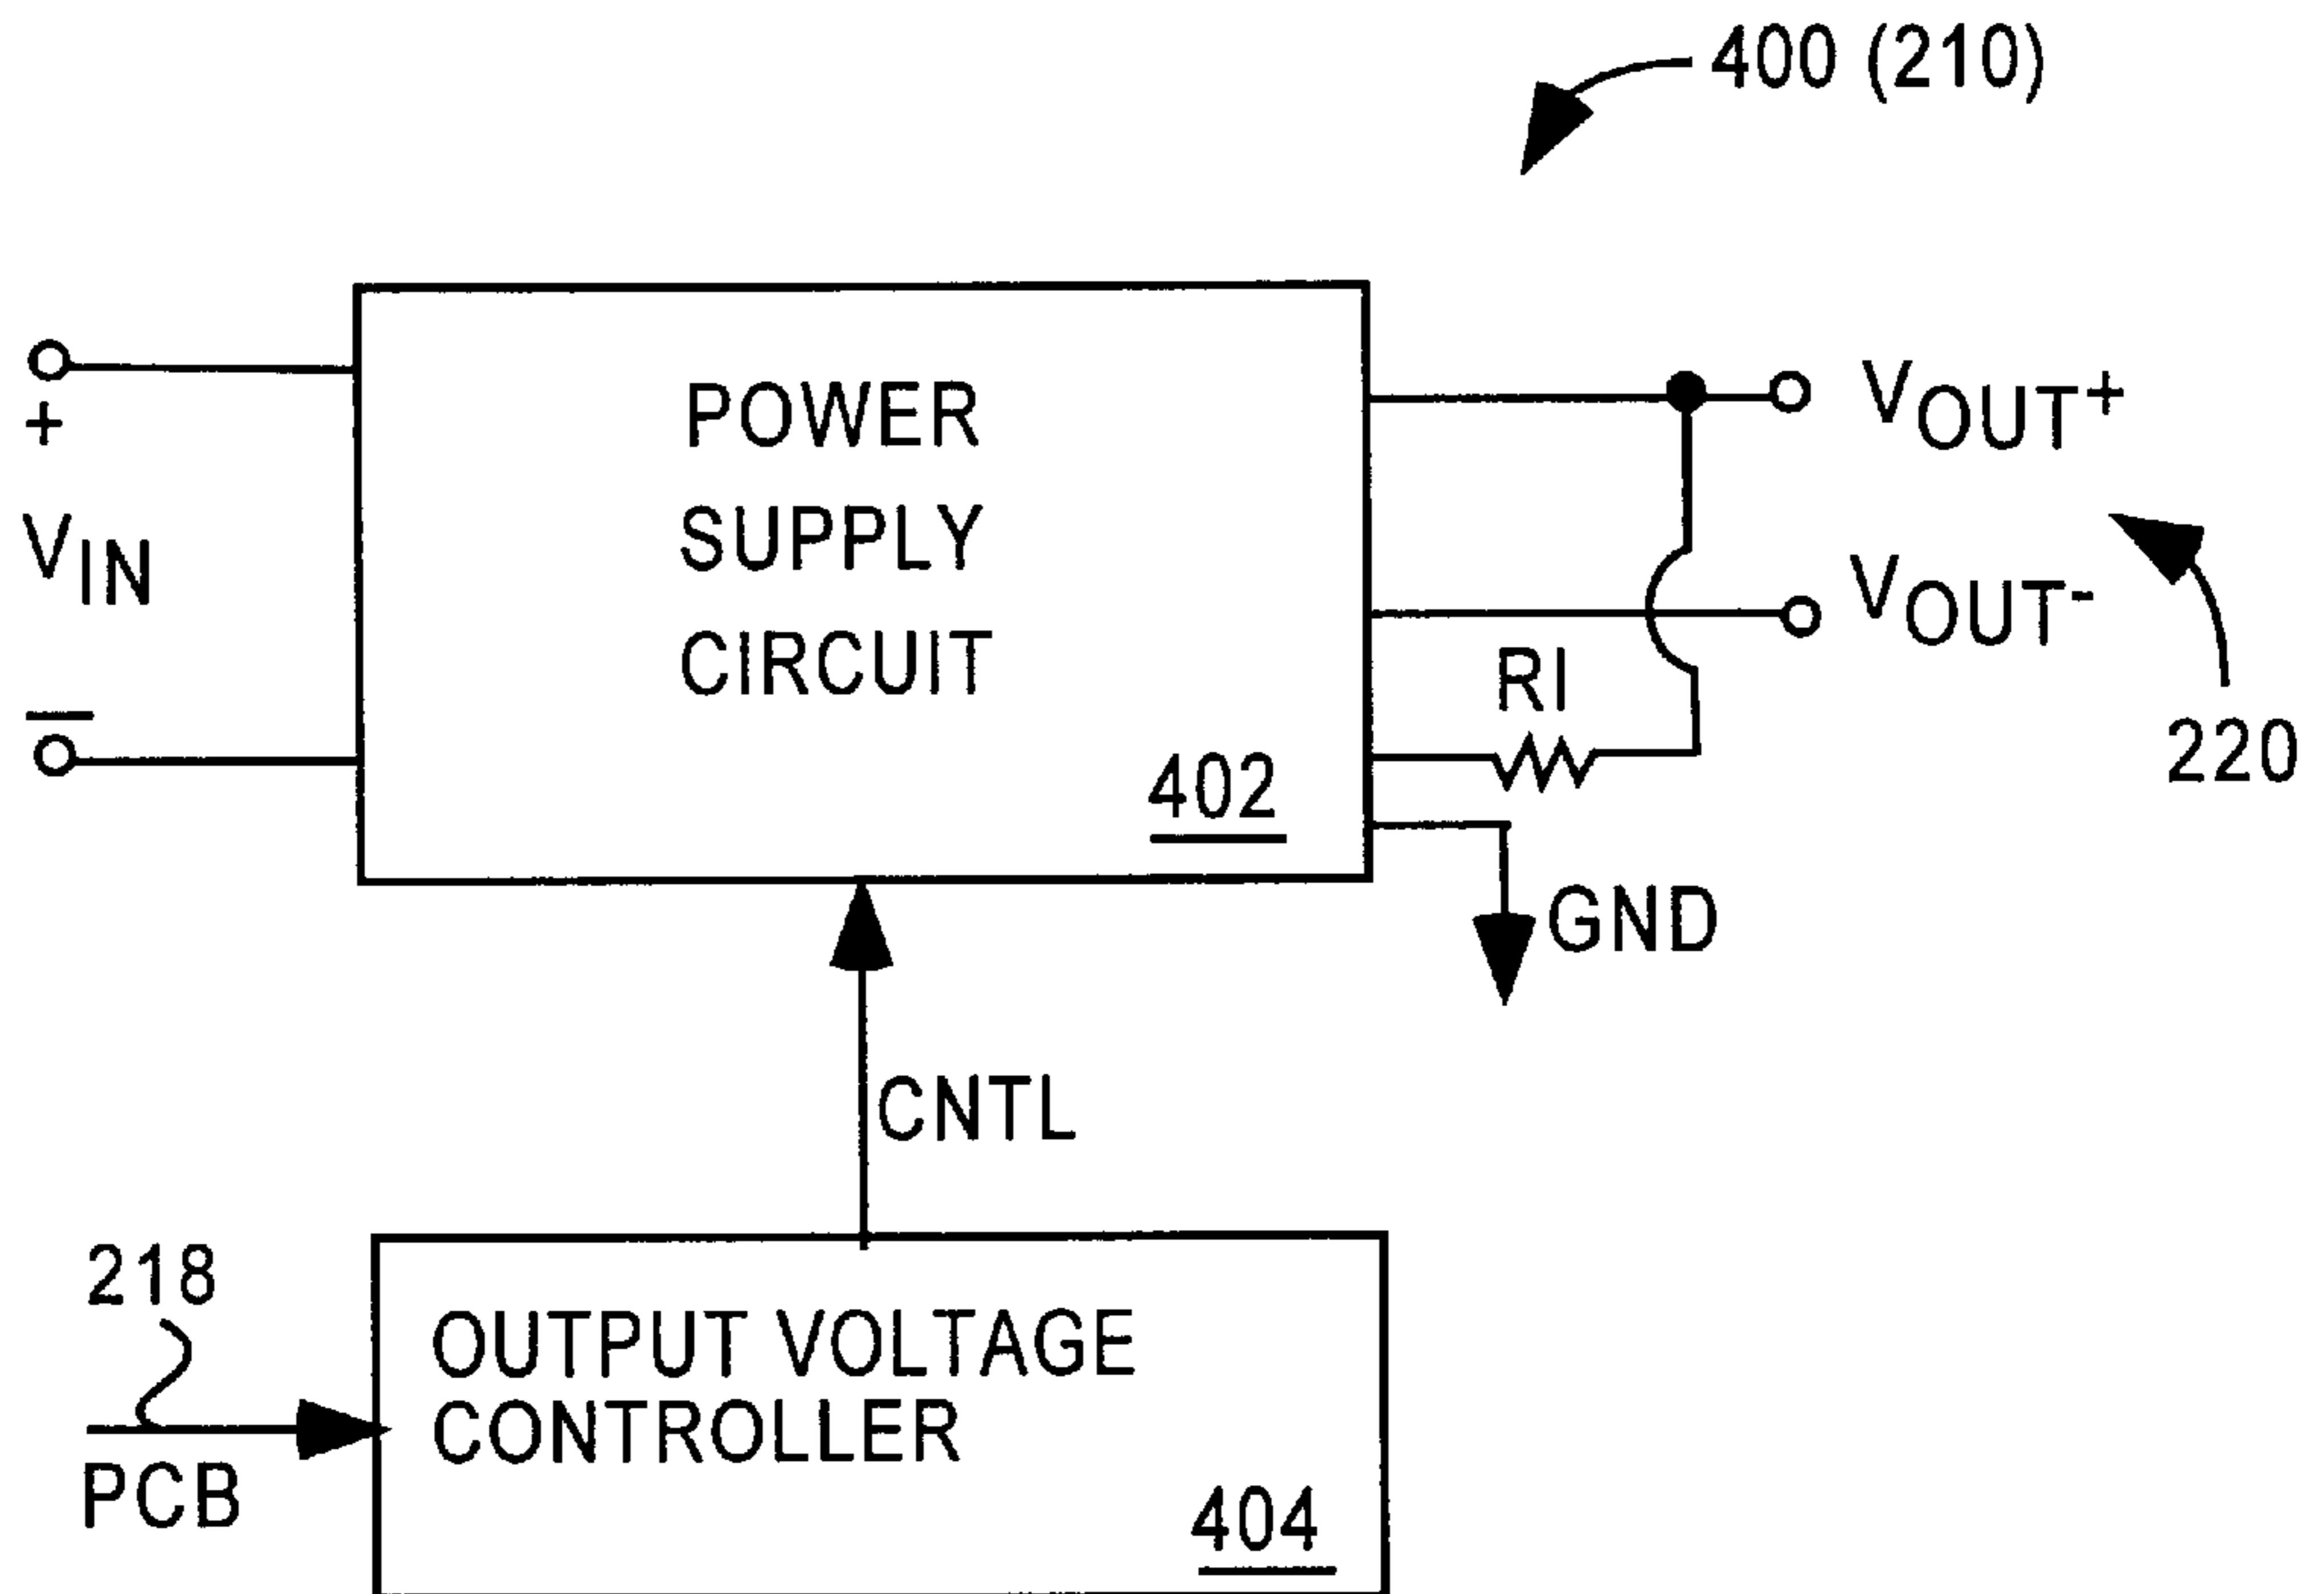 400 (210)
+
VIN
POWER
SUPPLY
CIRCUIT
402
VOUT+
VOUT-
220
RI
GND
CNTL
218
PCB
OUTPUT VOLTAGE
CONTROLLER
404